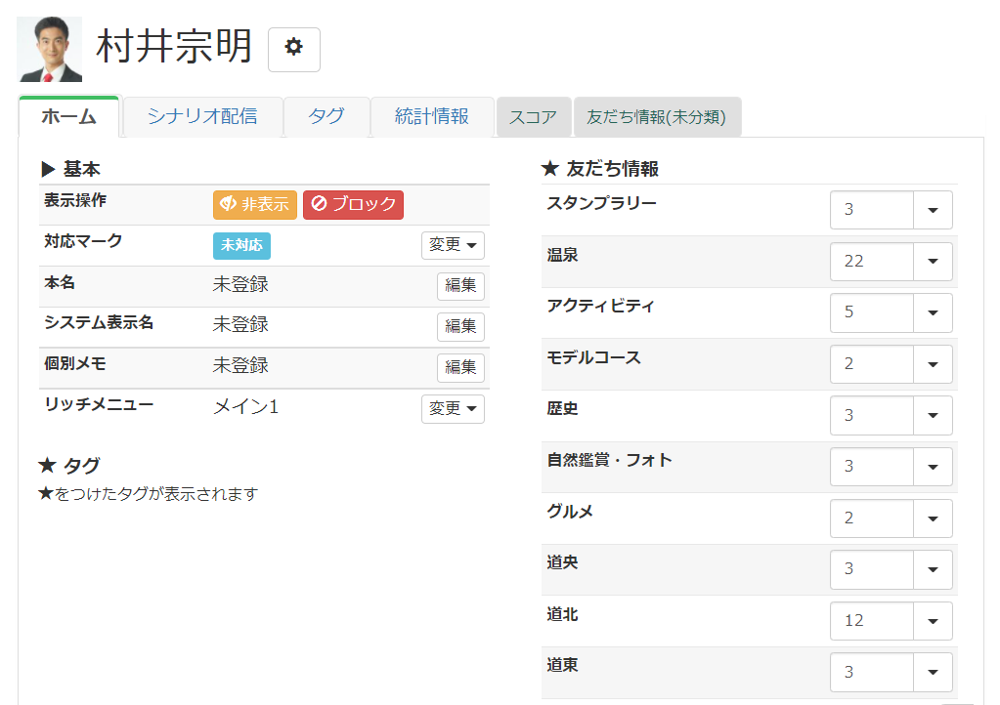 村井宗明
ホーム シナリオ配信 タグ 統計情報 スコア 友だち情報(未分類)
▶ 基本
表示操作 非表示 ブロック
対応マーク 未対応 変更
本名 未登録 編集
システム表示名 未登録 編集
個別メモ 未登録 編集
リッチメニュー メイン1 変更
★ タグ
★をつけたタグが表示されます
★ 友だち情報
スタンプラリー 3
温泉 22
アクティビティ 5
モデルコース 2
歴史 3
自然鑑賞・フォト 3
グルメ 2
道央 3
道北 12
道東 3